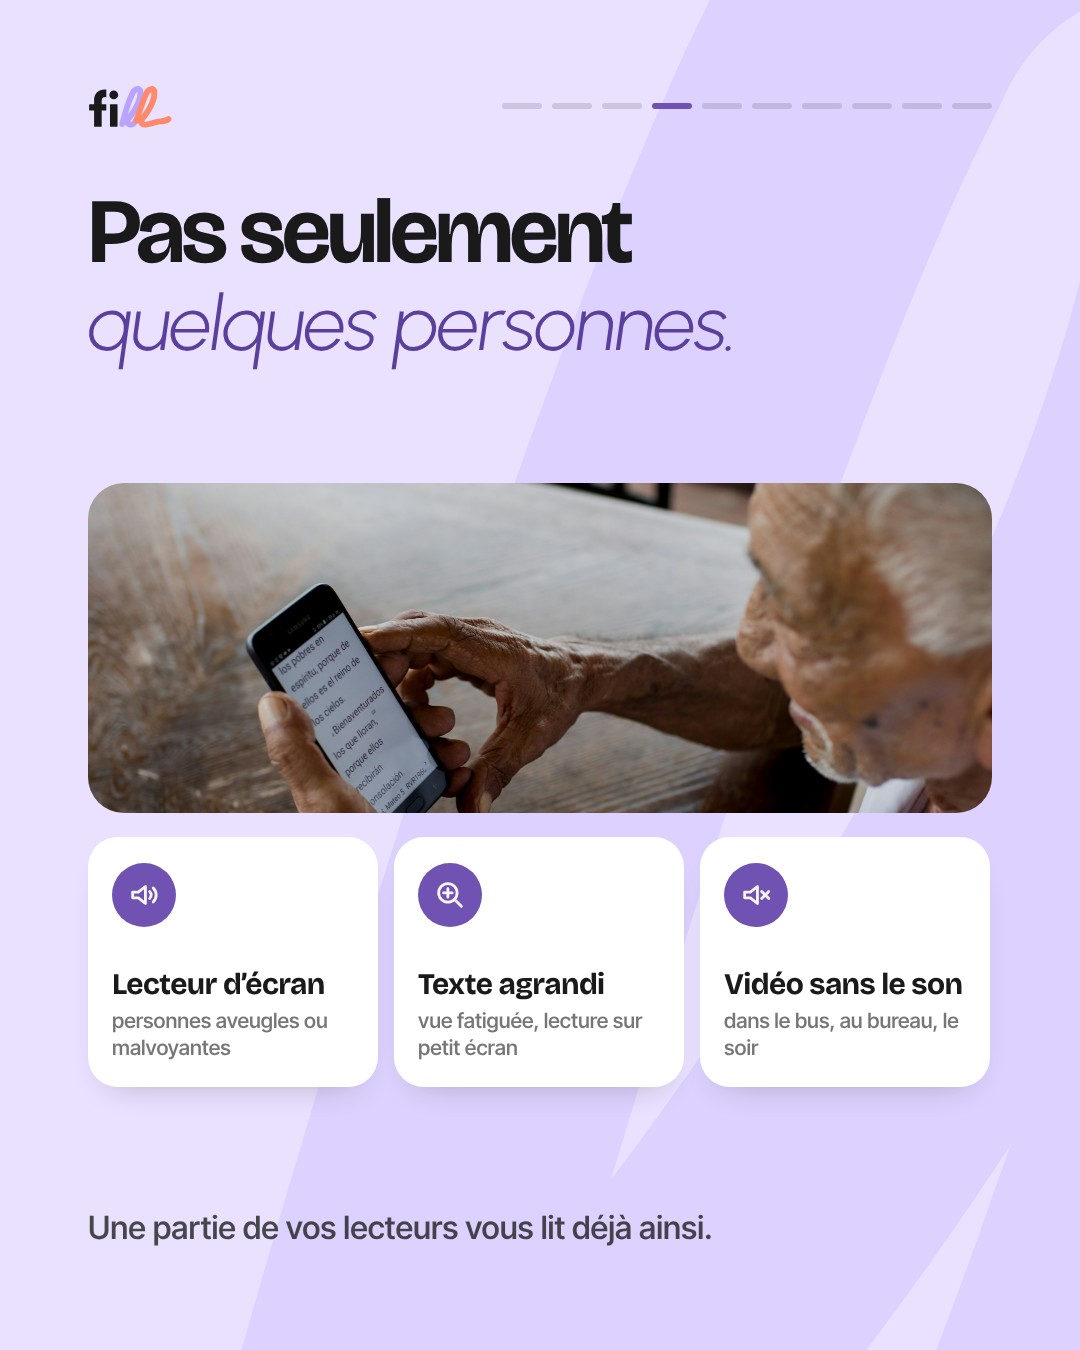 fill
Pas seulement
quelques personnes.
SAMSUNG
los pobres en
espíritu, porque de
ellos es el reino de
los cielos.
Bienaventurados
los que lloran,
porque ellos
recibirán
consolación.
Mateo 5
Lecteur d’écran
personnes aveugles ou
malvoyantes
Texte agrandi
vue fatiguée, lecture sur
petit écran
Vidéo sans le son
dans le bus, au bureau, le
soir
Une partie de vos lecteurs vous lit déjà ainsi.